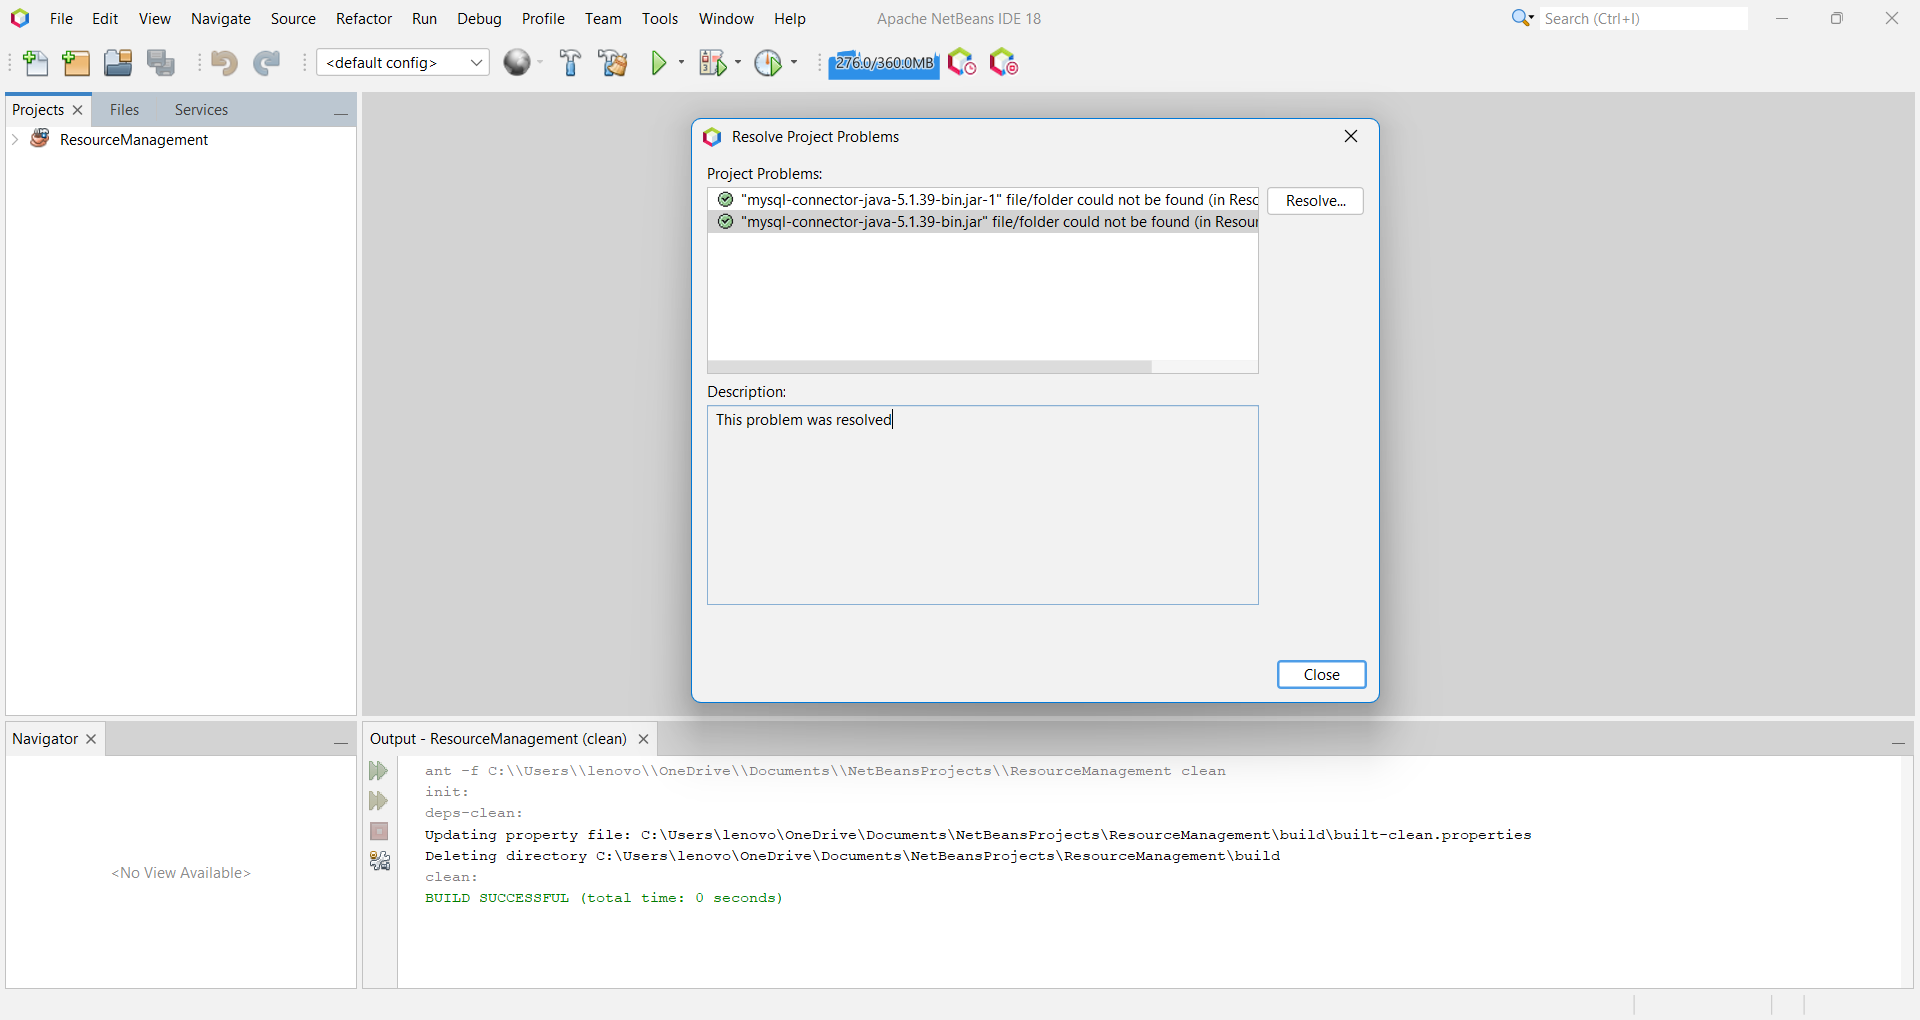 File Edit View Navigate Source Refactor Run Debug Profile Team Tools Window Help Apache NetBeans IDE 18 Search (Ctrl+I)
<default config> 276.0/360.0MB
Projects Files Services
ResourceManagement
Resolve Project Problems
Project Problems:
"mysql-connector-java-5.1.39-bin.jar-1" file/folder could not be found (in Resc
"mysql-connector-java-5.1.39-bin.jar" file/folder could not be found (in Resour
Resolve...
Description:
This problem was resolved
Close
Navigator
<No View Available>
Output - ResourceManagement (clean)
ant -f C:\\Users\\lenovo\\OneDrive\\Documents\\NetBeansProjects\\ResourceManagement clean
init:
deps-clean:
Updating property file: C:\Users\lenovo\OneDrive\Documents\NetBeansProjects\ResourceManagement\build\built-clean.properties
Deleting directory C:\Users\lenovo\OneDrive\Documents\NetBeansProjects\ResourceManagement\build
clean:
BUILD SUCCESSFUL (total time: 0 seconds)